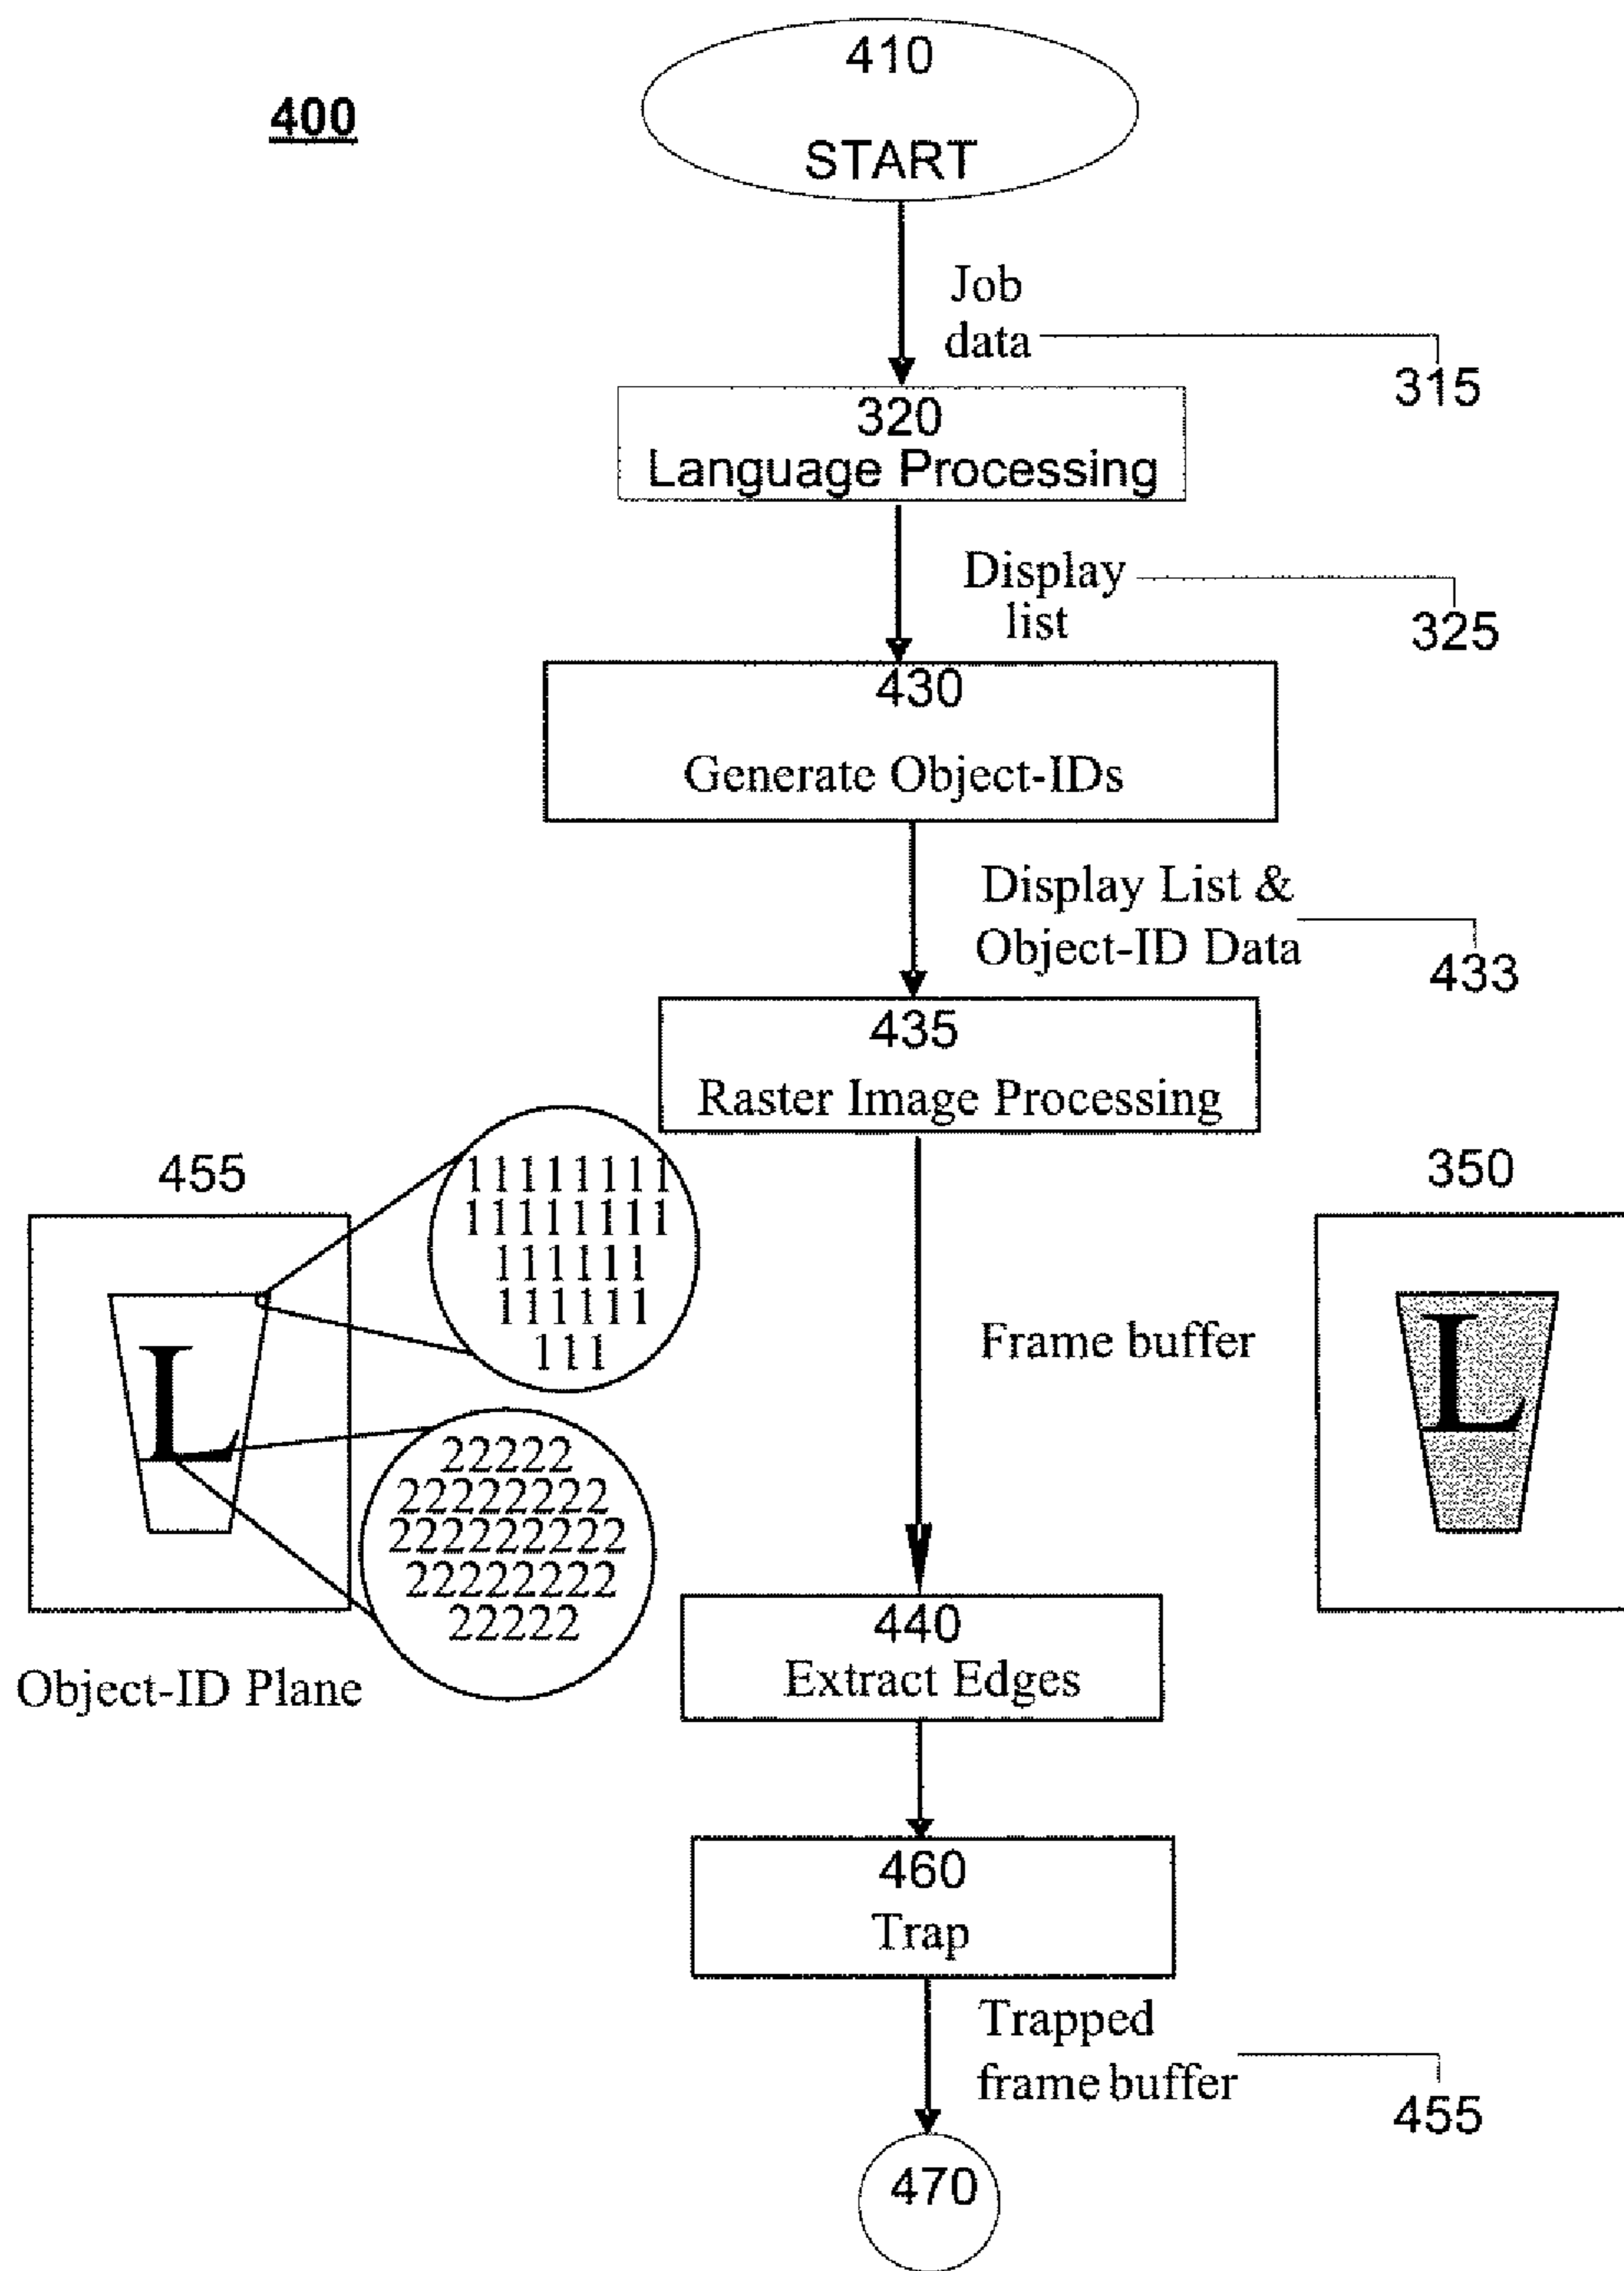 400
410
START
Job
data
315
320
Language Processing
Display
list
325
430
Generate Object-IDs
Display List &
Object-ID Data
433
435
Raster Image Processing
455
11111111
11111111
111111
111111
111
L
22222
22222222
222222222
22222222
22222
Object-ID Plane
Frame buffer
350
L
440
Extract Edges
460
Trap
Trapped
frame buffer
455
470